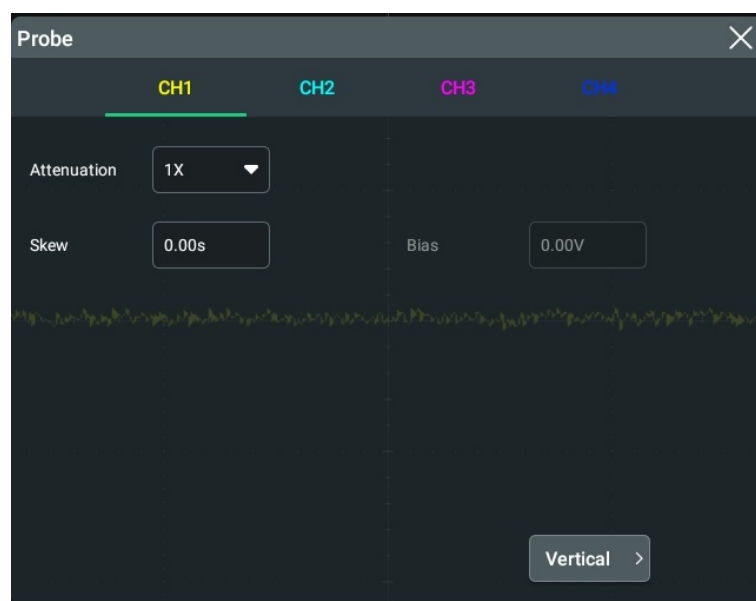 Probe
CH1 CH2 CH3 CH4
Attenuation 1X
Skew 0.00s Bias 0.00V
Vertical >